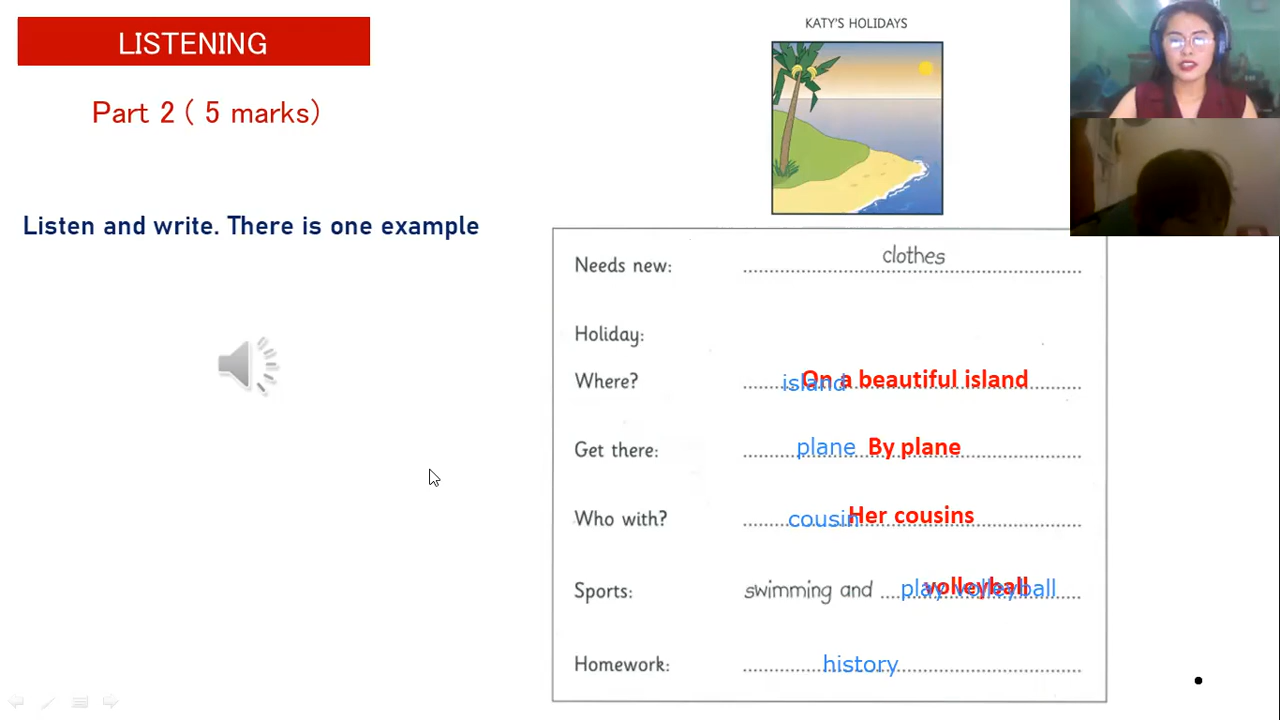 LISTENING
Part 2 ( 5 marks)
Listen and write. There is one example
KATY'S HOLIDAYS
Needs new: clothes
Holiday:
Where? island On a beautiful island
Get there: plane By plane
Who with? cousin Her cousins
Sports: swimming and play volleyball volleyball
Homework: history